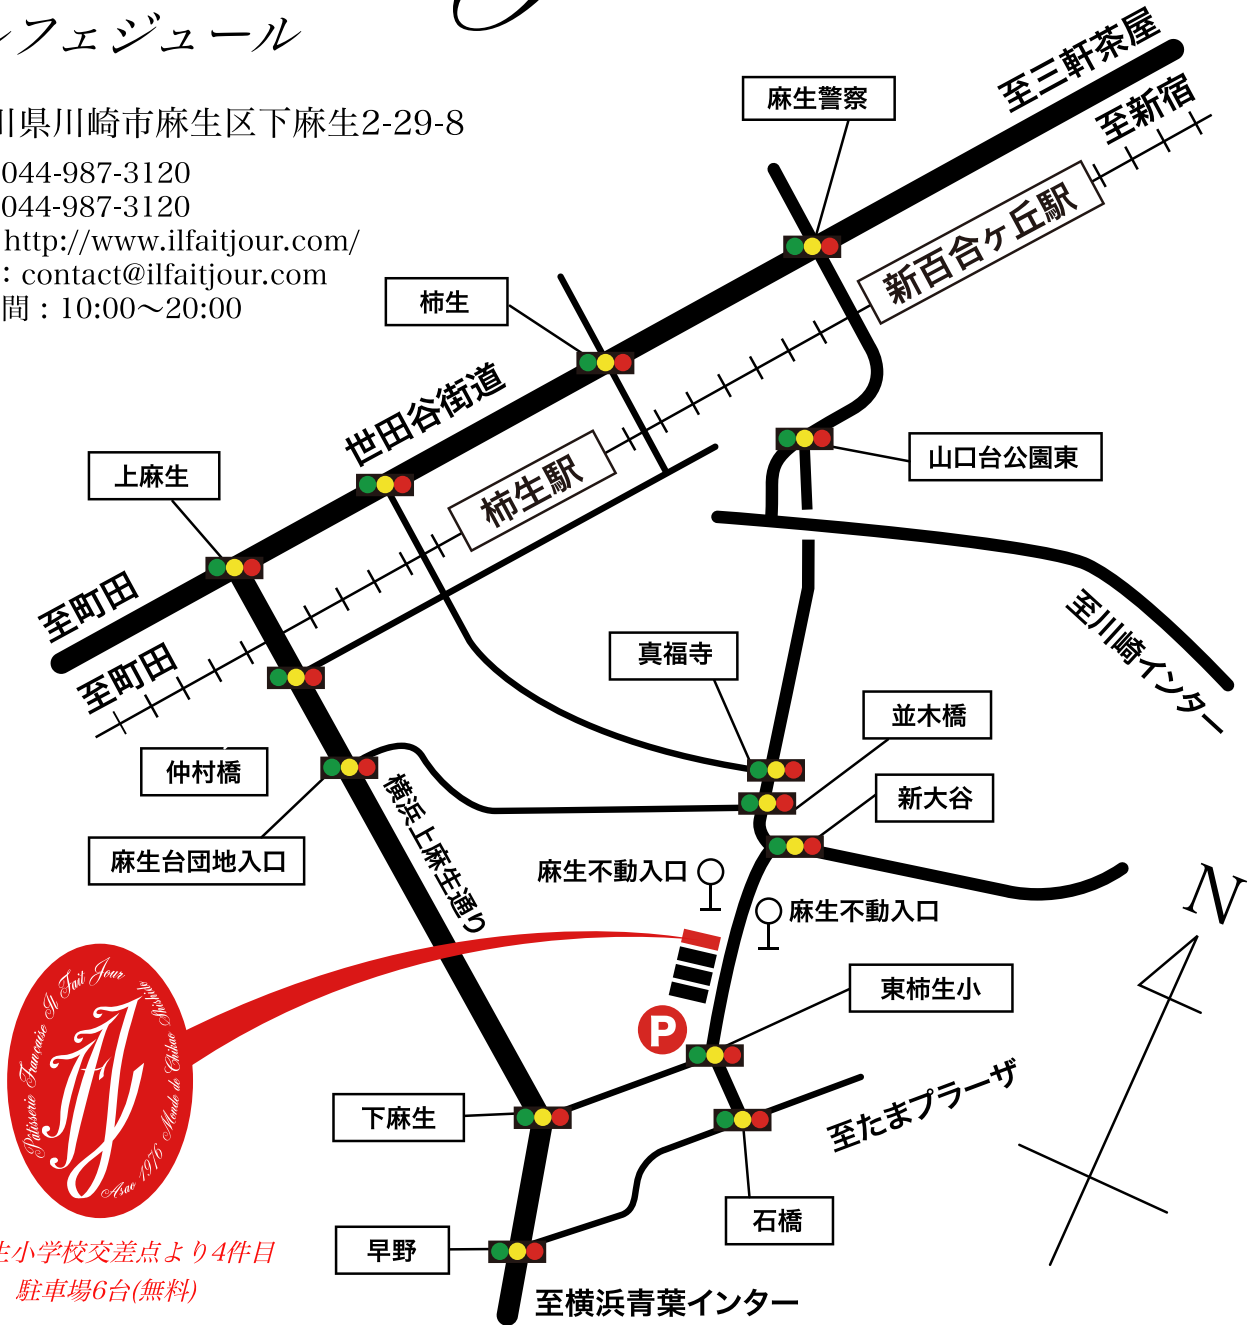 ルフェジュール
川県川崎市麻生区下麻生2-29-8
044-987-3120
044-987-3120
http://www.ilfaitjour.com/
：contact@ilfaitjour.com
間：10:00〜20:00
至三軒茶屋
至新宿
麻生警察
新百合ヶ丘駅
柿生
世田谷街道
柿生駅
上麻生
山口台公園東
至町田
至町田
至川崎インター
真福寺
並木橋
仲村橋
新大谷
麻生台団地入口
横浜上麻生通り
麻生不動入口
麻生不動入口
N
東柿生小
P
Pâtisserie Française Il Fait Jour
Asao 1976 Monde de Chikao Shishido
下麻生
至たまプラーザ
石橋
早野
生小学校交差点より4件目
駐車場6台(無料)
至横浜青葉インター